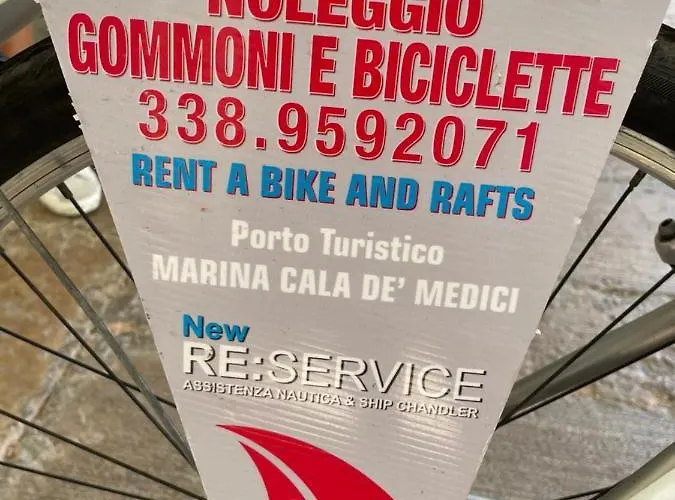 NOLEGGIO
GOMMONI E BICICLETTE
338.9592071
RENT A BIKE AND RAFTS
Porto Turistico
MARINA CALA DE' MEDICI
New
RE:SERVICE
ASSISTENZA NAUTICA & SHIP CHANDLER